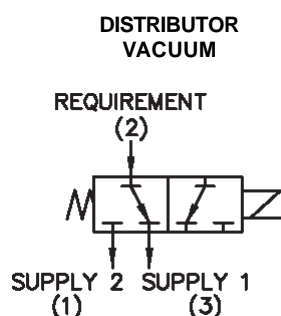 DISTRIBUTOR
VACUUM
REQUIREMENT
(2)
SUPPLY 2 SUPPLY 1
(1) (3)